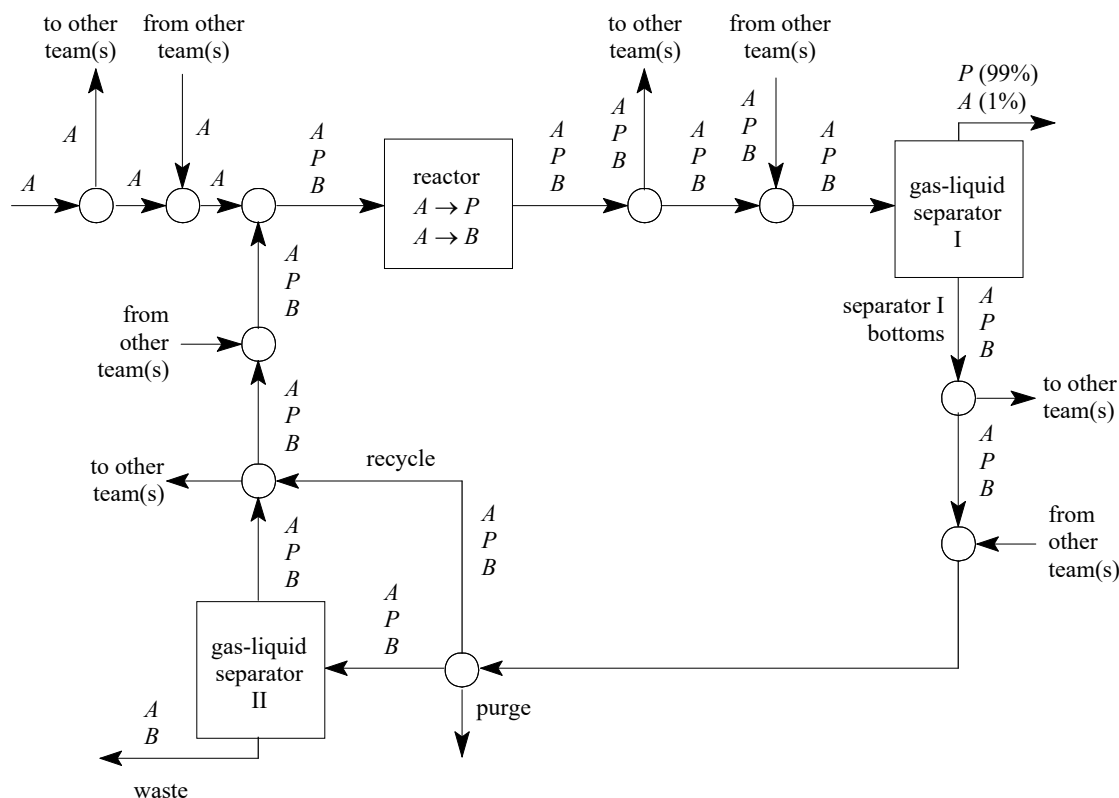 to other
team(s)
from other
team(s)
to other
team(s)
from other
team(s)
P (99%)
A (1%)
A
A
A
A
A
A
P
B
reactor
A → P
A → B
A
P
B
A
P
B
A
P
B
A
P
B
A
P
B
gas-liquid
separator
I
A
P
B
from
other
team(s)
separator I
bottoms
A
P
B
to other
team(s)
A
P
B
A
P
B
to other
team(s)
recycle
from
other
team(s)
A
P
B
A
P
B
A
P
B
gas-liquid
separator
II
purge
A
B
waste